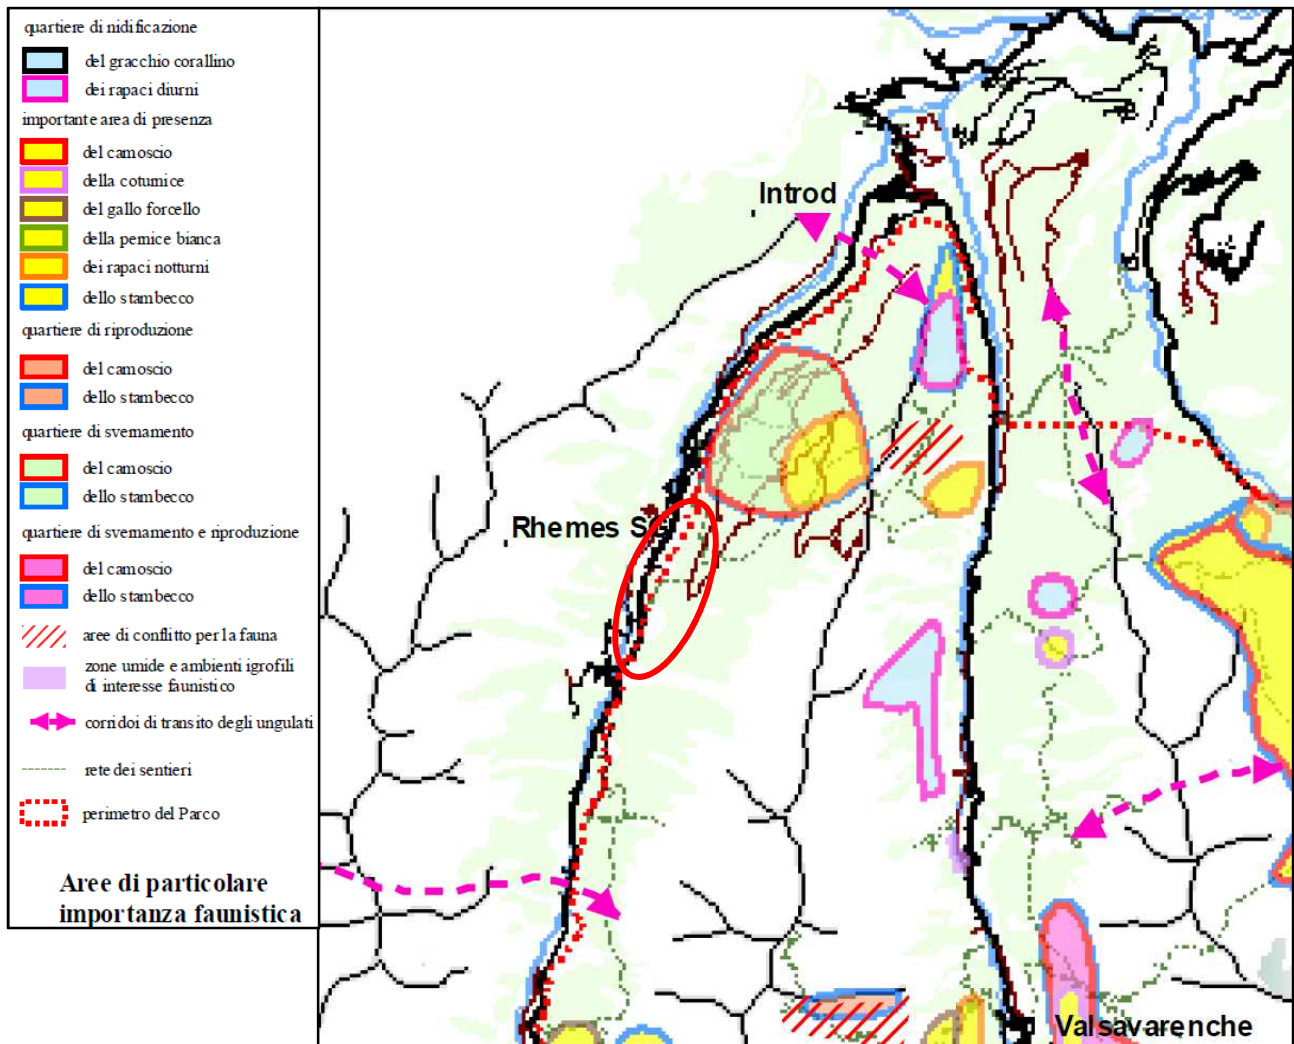 quartiere di nidificazione
del gracchio corallino
dei rapaci diurni
importante area di presenza
del camoscio
della coturnice
del gallo forcello
della pernice bianca
dei rapaci notturni
dello stambecco
quartiere di riproduzione
del camoscio
dello stambecco
quartiere di svernamento
del camoscio
dello stambecco
quartiere di svernamento e riproduzione
del camoscio
dello stambecco
aree di conflitto per la fauna
zone umide e ambienti igrofili
di interesse faunistico
corridoi di transito degli ungulati
rete dei sentieri
perimetro del Parco
Aree di particolare
importanza faunistica
Introd
Rhemes SG
Valsavarenche